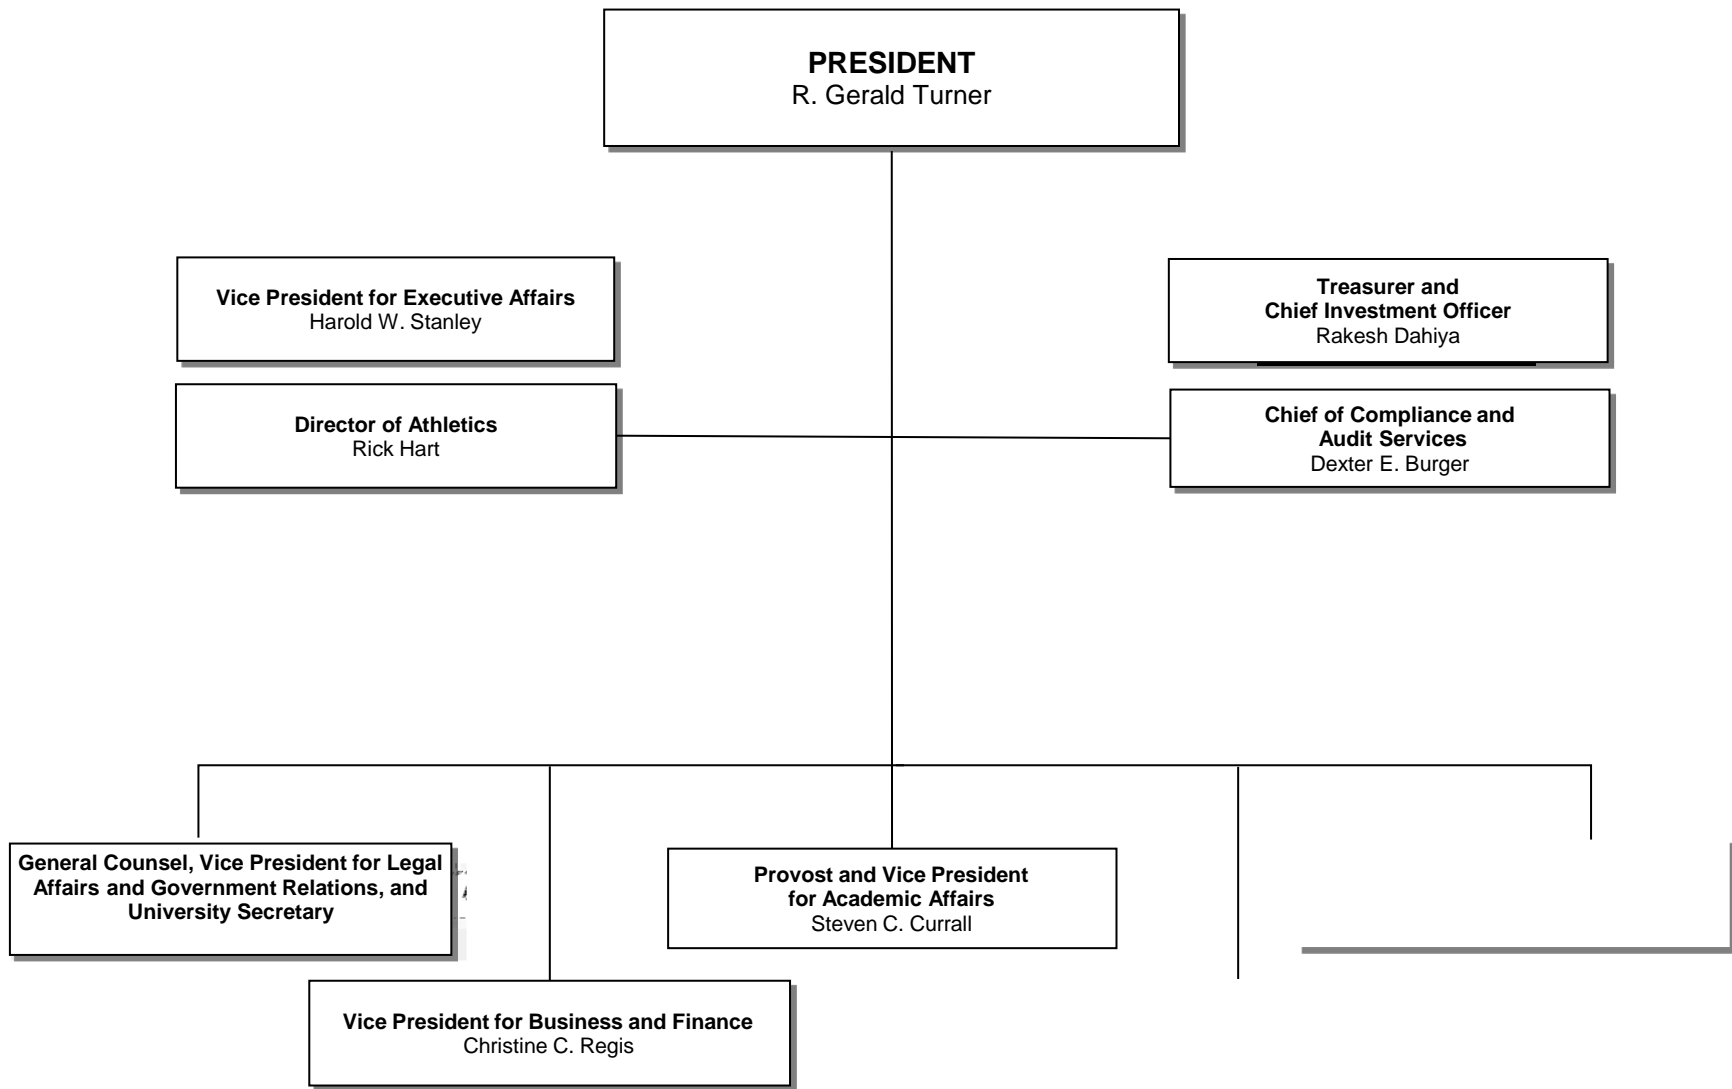 PRESIDENT
R. Gerald Turner
Vice President for Executive Affairs
Harold W. Stanley
Treasurer and
Chief Investment Officer
Rakesh Dahiya
Director of Athletics
Rick Hart
Chief of Compliance and
Audit Services
Dexter E. Burger
General Counsel, Vice President for Legal
Affairs and Government Relations, and
University Secretary
Provost and Vice President
for Academic Affairs
Steven C. Currall
Vice President for Business and Finance
Christine C. Regis